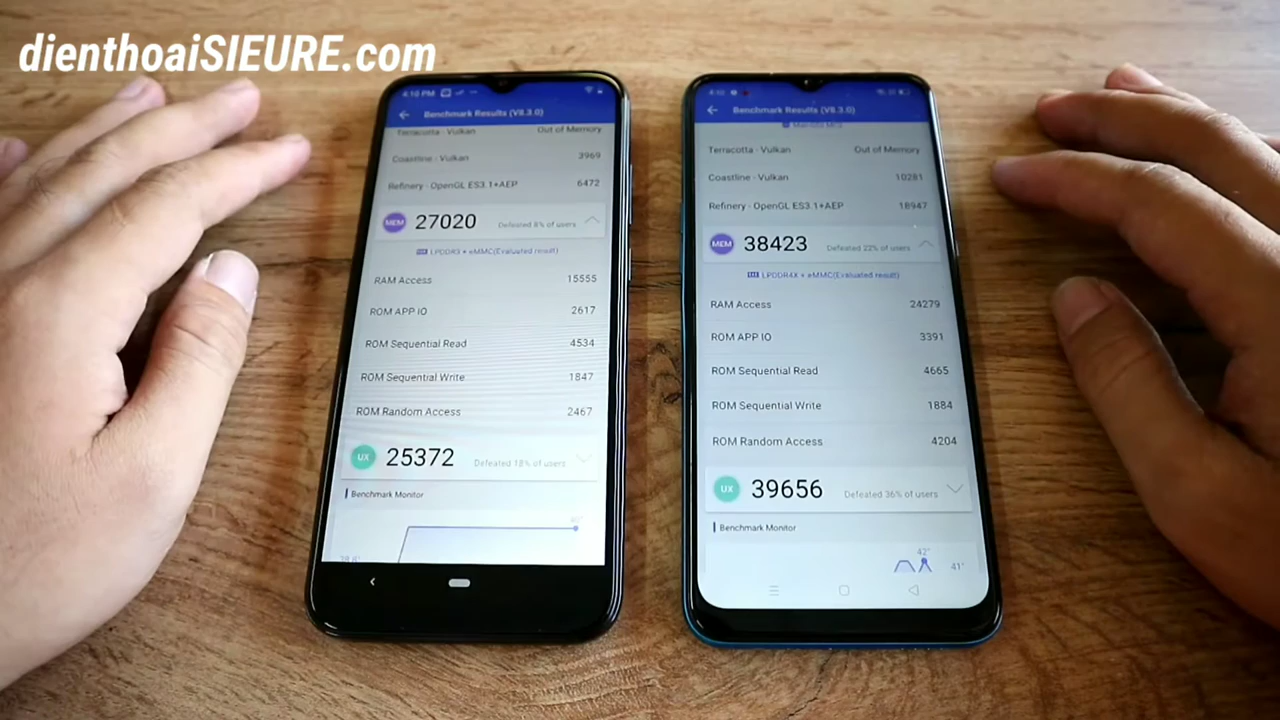 dienthoaiSIEURE.com
4:10 PM
Benchmark Results (V8.3.0)
Terracotta - Vulkan Out of Memory
Coastline - Vulkan 3969
Refinery - OpenGL ES3.1+AEP 6472
MEM 27020 Defeated 8% of users
LPDDR3 + eMMC(Evaluated result)
RAM Access 15555
ROM APP IO 2617
ROM Sequential Read 4534
ROM Sequential Write 1847
ROM Random Access 2467
UX 25372 Defeated 18% of users
Benchmark Monitor
Benchmark Results (V8.3.0)
Terracotta - Vulkan Out of Memory
Coastline - Vulkan 10281
Refinery - OpenGL ES3.1+AEP 18947
MEM 38423 Defeated 22% of users
LPDDR4X + eMMC(Evaluated result)
RAM Access 24279
ROM APP IO 3391
ROM Sequential Read 4665
ROM Sequential Write 1884
ROM Random Access 4204
UX 39656 Defeated 36% of users
Benchmark Monitor
42°
41°